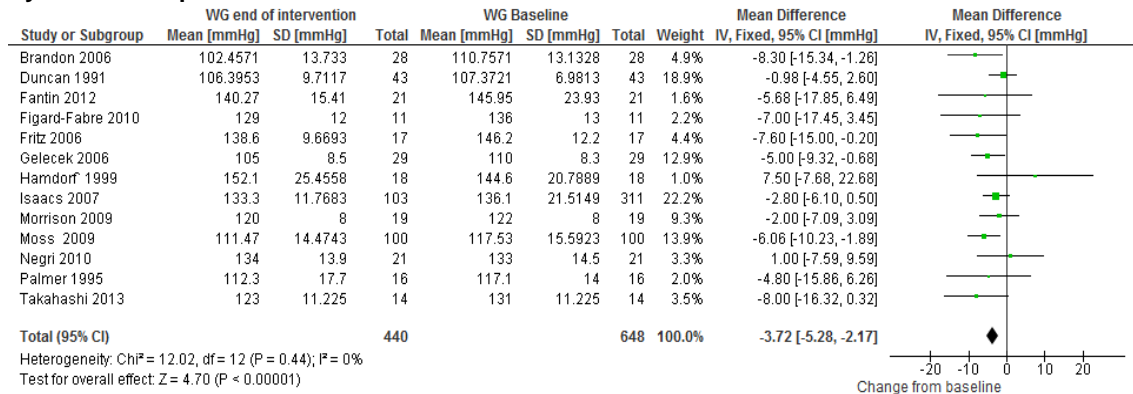 WG end of intervention WG Baseline Mean Difference Mean Difference
Study or Subgroup Mean [mmHg] SD [mmHg] Total Mean [mmHg] SD [mmHg] Total Weight IV, Fixed, 95% CI [mmHg] IV, Fixed, 95% CI [mmHg]
Brandon 2006 102.4571 13.733 28 110.7571 13.1328 28 4.9% -8.30 [-15.34, -1.26]
Duncan 1991 106.3953 9.7117 43 107.3721 6.9813 43 18.9% -0.98 [-4.55, 2.60]
Fantin 2012 140.27 15.41 21 145.95 23.93 21 1.6% -5.68 [-17.85, 6.49]
Figard-Fabre 2010 129 12 11 136 13 11 2.2% -7.00 [-17.45, 3.45]
Fritz 2006 138.6 9.6693 17 146.2 12.2 17 4.4% -7.60 [-15.00, -0.20]
Gelecek 2006 105 8.5 29 110 8.3 29 12.9% -5.00 [-9.32, -0.68]
Hamdorf 1999 152.1 25.4558 18 144.6 20.7889 18 1.0% 7.50 [-7.68, 22.68]
Isaacs 2007 133.3 11.7683 103 136.1 21.5149 311 22.2% -2.80 [-6.10, 0.50]
Morrison 2009 120 8 19 122 8 19 9.3% -2.00 [-7.09, 3.09]
Moss 2009 111.47 14.4743 100 117.53 15.5923 100 13.9% -6.06 [-10.23, -1.89]
Negri 2010 134 13.9 21 133 14.5 21 3.3% 1.00 [-7.59, 9.59]
Palmer 1995 112.3 17.7 16 117.1 14 16 2.0% -4.80 [-15.86, 6.26]
Takahashi 2013 123 11.225 14 131 11.225 14 3.5% -8.00 [-16.32, 0.32]
Total (95% CI) 440 648 100.0% -3.72 [-5.28, -2.17]
Heterogeneity: Chi² = 12.02, df = 12 (P = 0.44); I² = 0%
Test for overall effect: Z = 4.70 (P < 0.00001)
-20 -10 0 10 20
Change from baseline